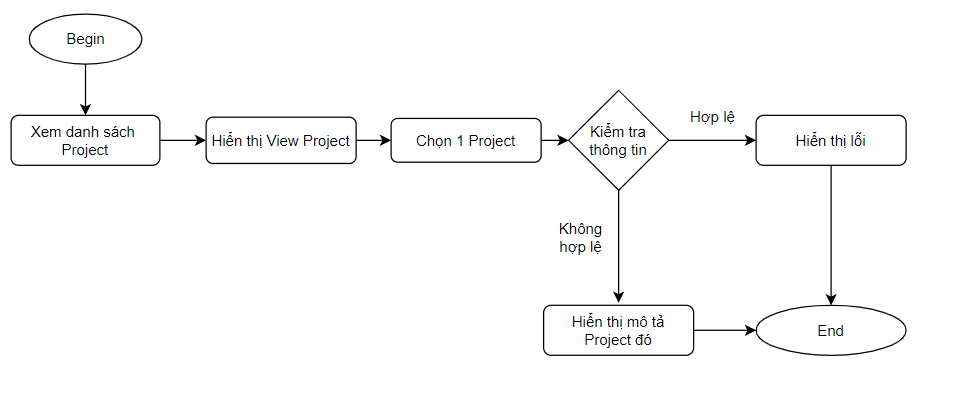 Begin
Xem danh sách
Project
Hiển thị View Project
Chọn 1 Project
Kiểm tra
thông tin
Hợp lệ
Hiển thị lỗi
Không
hợp lệ
Hiển thị mô tả
Project đó
End